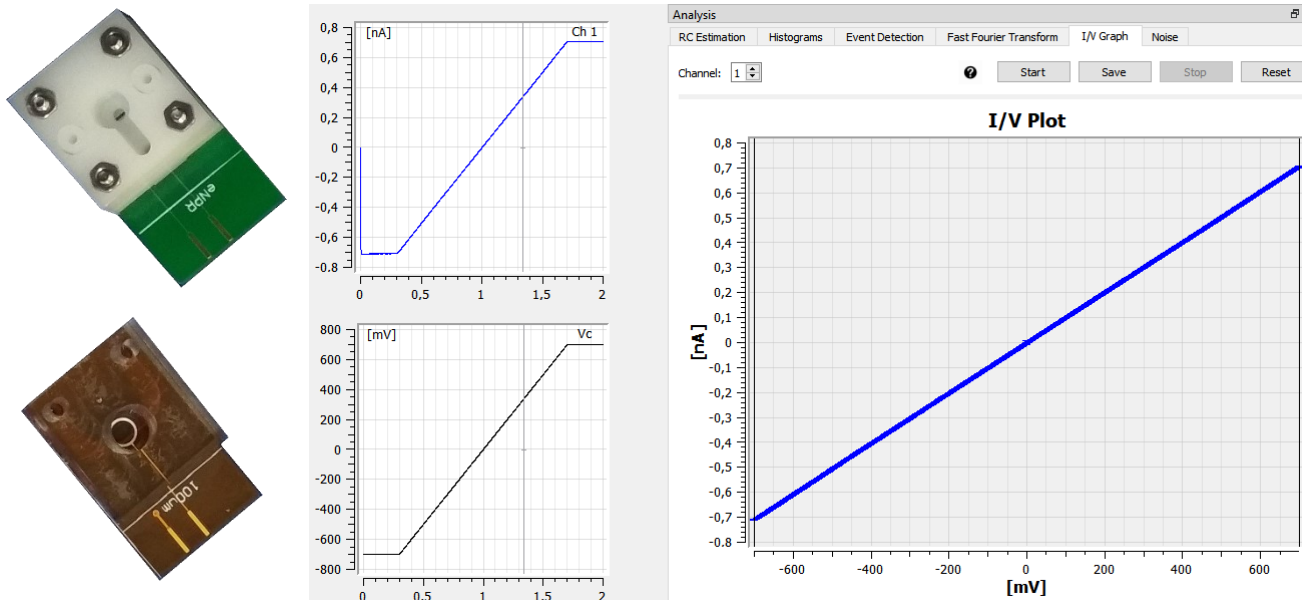 eNPR
100um
[nA]
Ch 1
0,8
0,6
0,4
0,2
0
-0,2
-0,4
-0,6
-0.8
0
0,5
1
1,5
2
[mV]
Vc
800
600
400
200
0
-200
-400
-600
-800
0
0,5
1
1,5
2
Analysis
RC Estimation
Histograms
Event Detection
Fast Fourier Transform
I/V Graph
Noise
Channel:
1
?
Start
Save
Stop
Reset
I/V Plot
0,8
0,7
0,6
0,5
0,4
0,3
0,2
0,1
0
-0,1
-0,2
-0,3
-0,4
-0,5
-0,6
-0,7
-0.8
[nA]
-600
-400
-200
0
200
400
600
[mV]